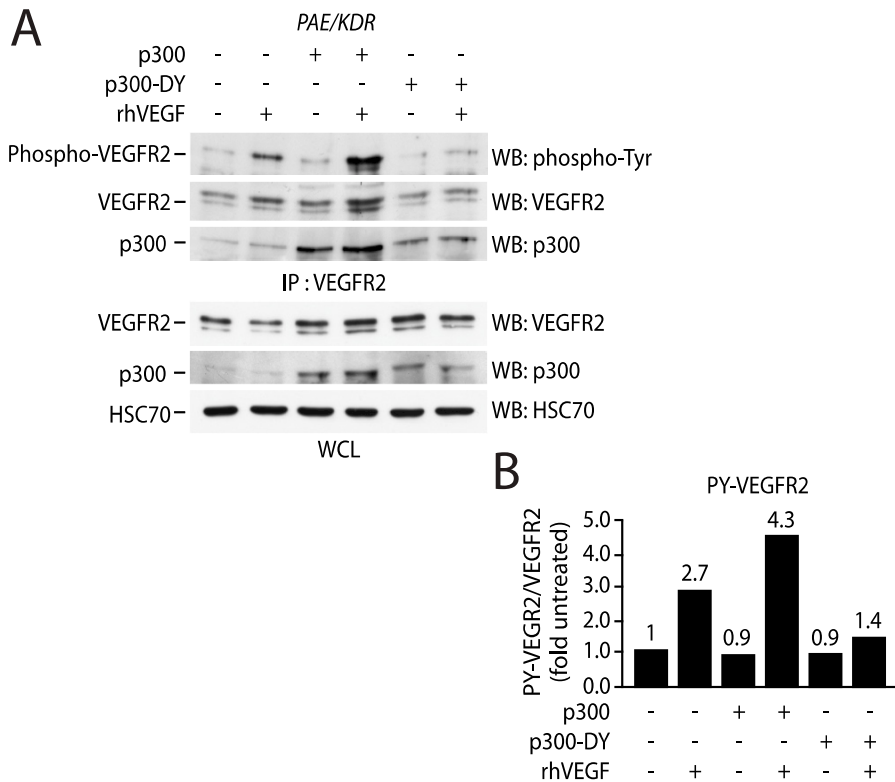 A
PAE/KDR
p300 - - + + - -
p300-DY - - - - + +
rhVEGF - + - + - +
Phospho-VEGFR2 – WB: phospho-Tyr
VEGFR2 – WB: VEGFR2
p300 – WB: p300
IP : VEGFR2
VEGFR2 – WB: VEGFR2
p300 – WB: p300
HSC70 – WB: HSC70
WCL
B
PY-VEGFR2
PY-VEGR2/VEGFR2
(fold untreated)
5.0
4.0
3.0
2.0
1.0
0.0
1 2.7 0.9 4.3 0.9 1.4
p300 - - + + - -
p300-DY - - - - + +
rhVEGF - + - + - +